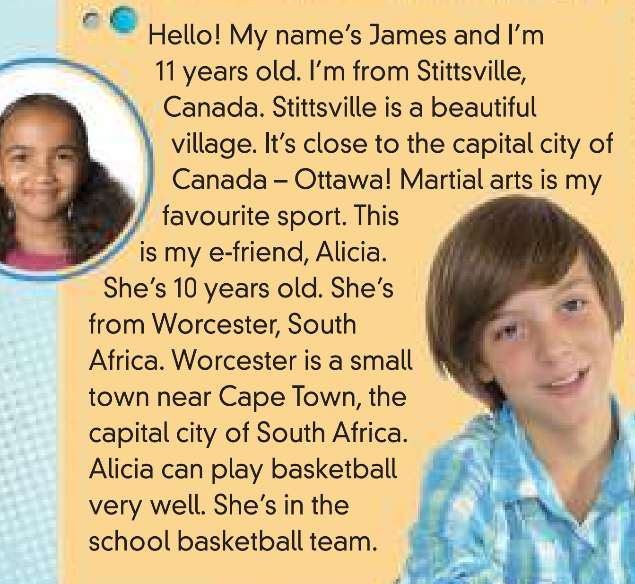 Hello! My name's James and I'm
11 years old. I'm from Stittsville,
Canada. Stittsville is a beautiful
village. It's close to the capital city of
Canada – Ottawa! Martial arts is my
favourite sport. This
is my e-friend, Alicia.
She's 10 years old. She's
from Worcester, South
Africa. Worcester is a small
town near Cape Town, the
capital city of South Africa.
Alicia can play basketball
very well. She's in the
school basketball team.